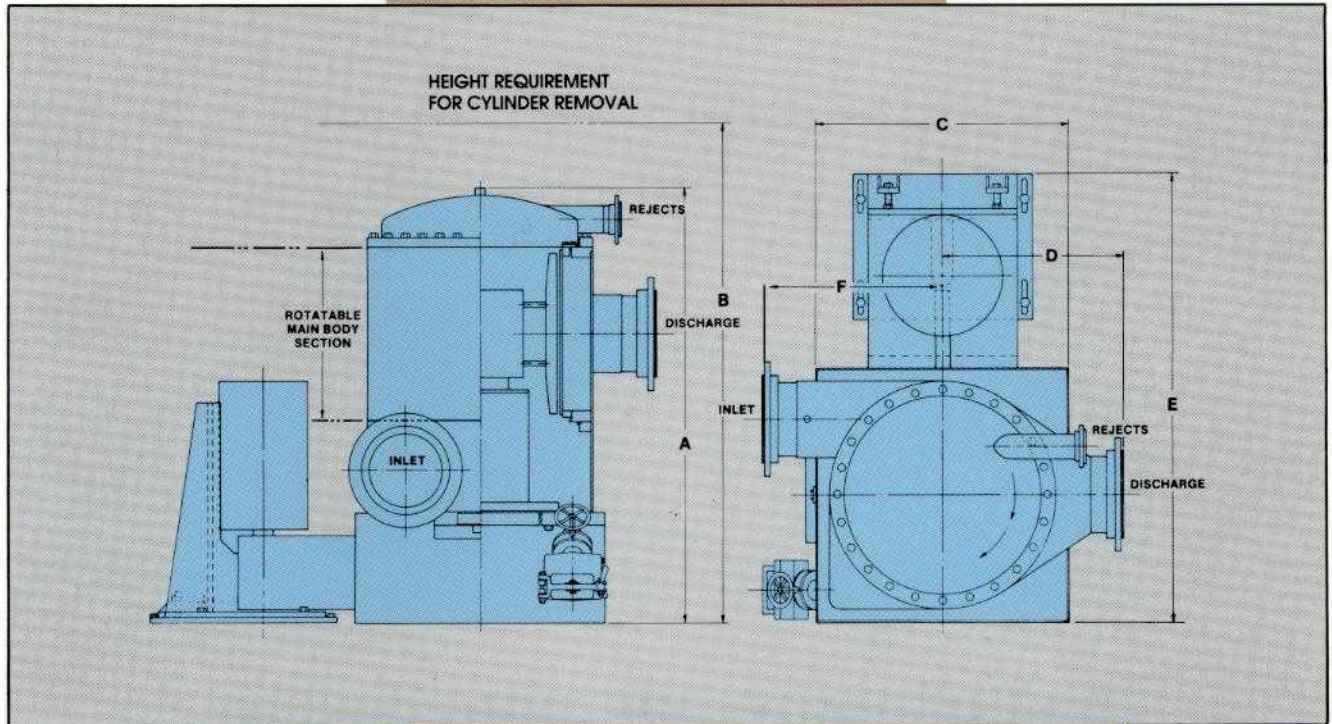 HEIGHT REQUIREMENT
FOR CYLINDER REMOVAL
REJECTS
B
DISCHARGE
ROTATABLE
MAIN BODY
SECTION
A
INLET
C
D
F
INLET
E
REJECTS
DISCHARGE